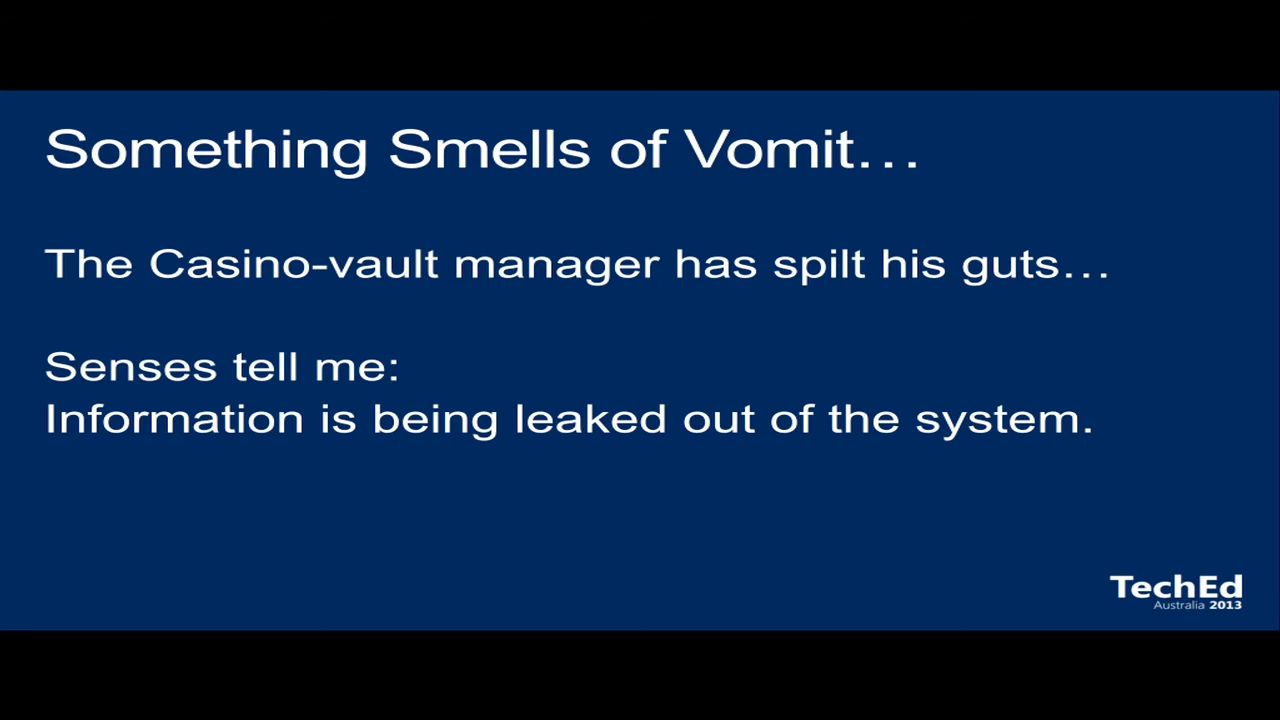 Something Smells of Vomit…
The Casino-vault manager has spilt his guts…
Senses tell me:
Information is being leaked out of the system.
TechEd
Australia 2013